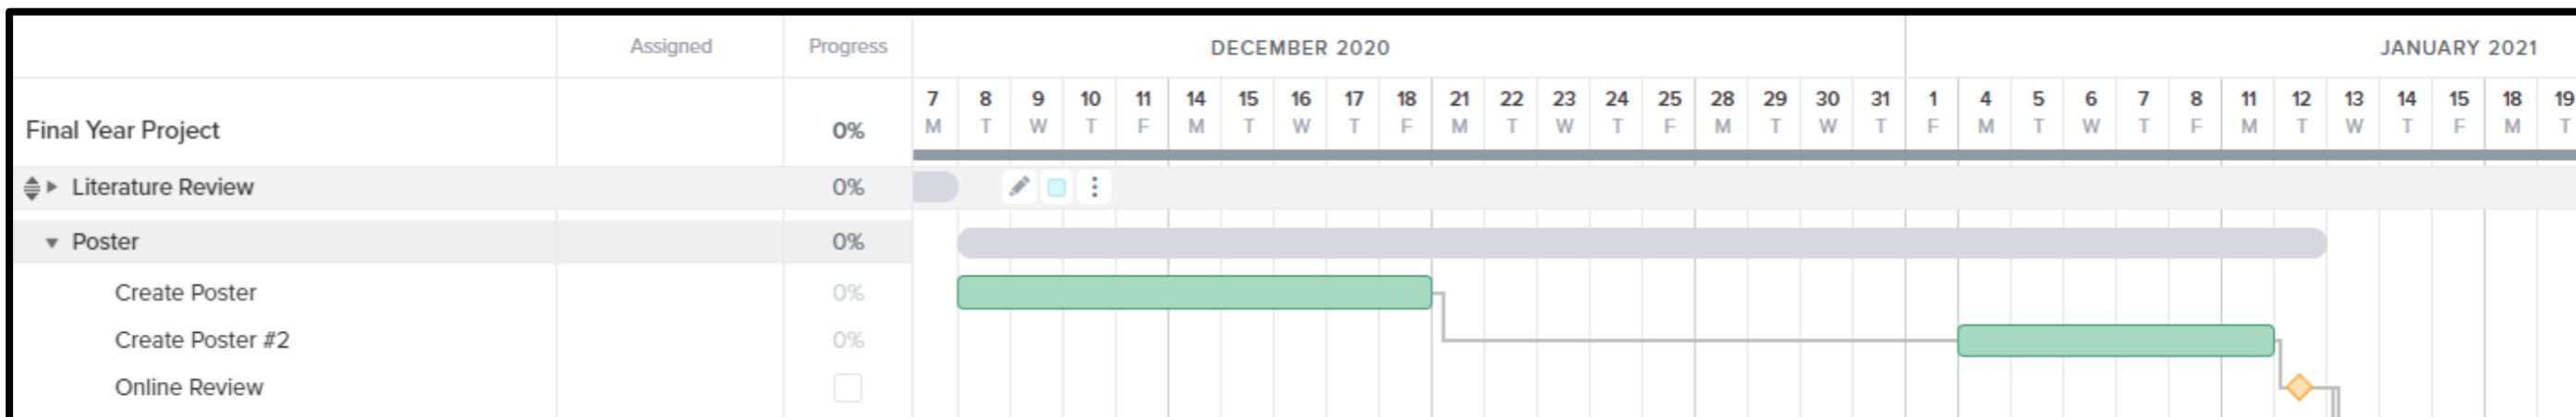 Assigned Progress DECEMBER 2020 JANUARY 2021
7 8 9 10 11 14 15 16 17 18 21 22 23 24 25 28 29 30 31 1 4 5 6 7 8 11 12 13 14 15 18 19
Final Year Project 0% M T W T F M T W T F M T W T F M T W T F M T W T F M T W T F M T
Literature Review 0%
Poster 0%
Create Poster 0%
Create Poster #2 0%
Online Review